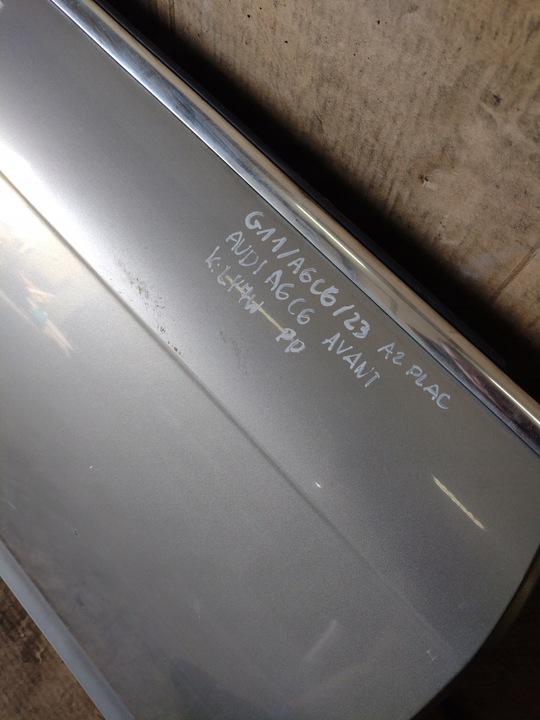 G11/A6C6/23 A2 PLAC
AUDI A6C6 AVANT
K.LY7W PP